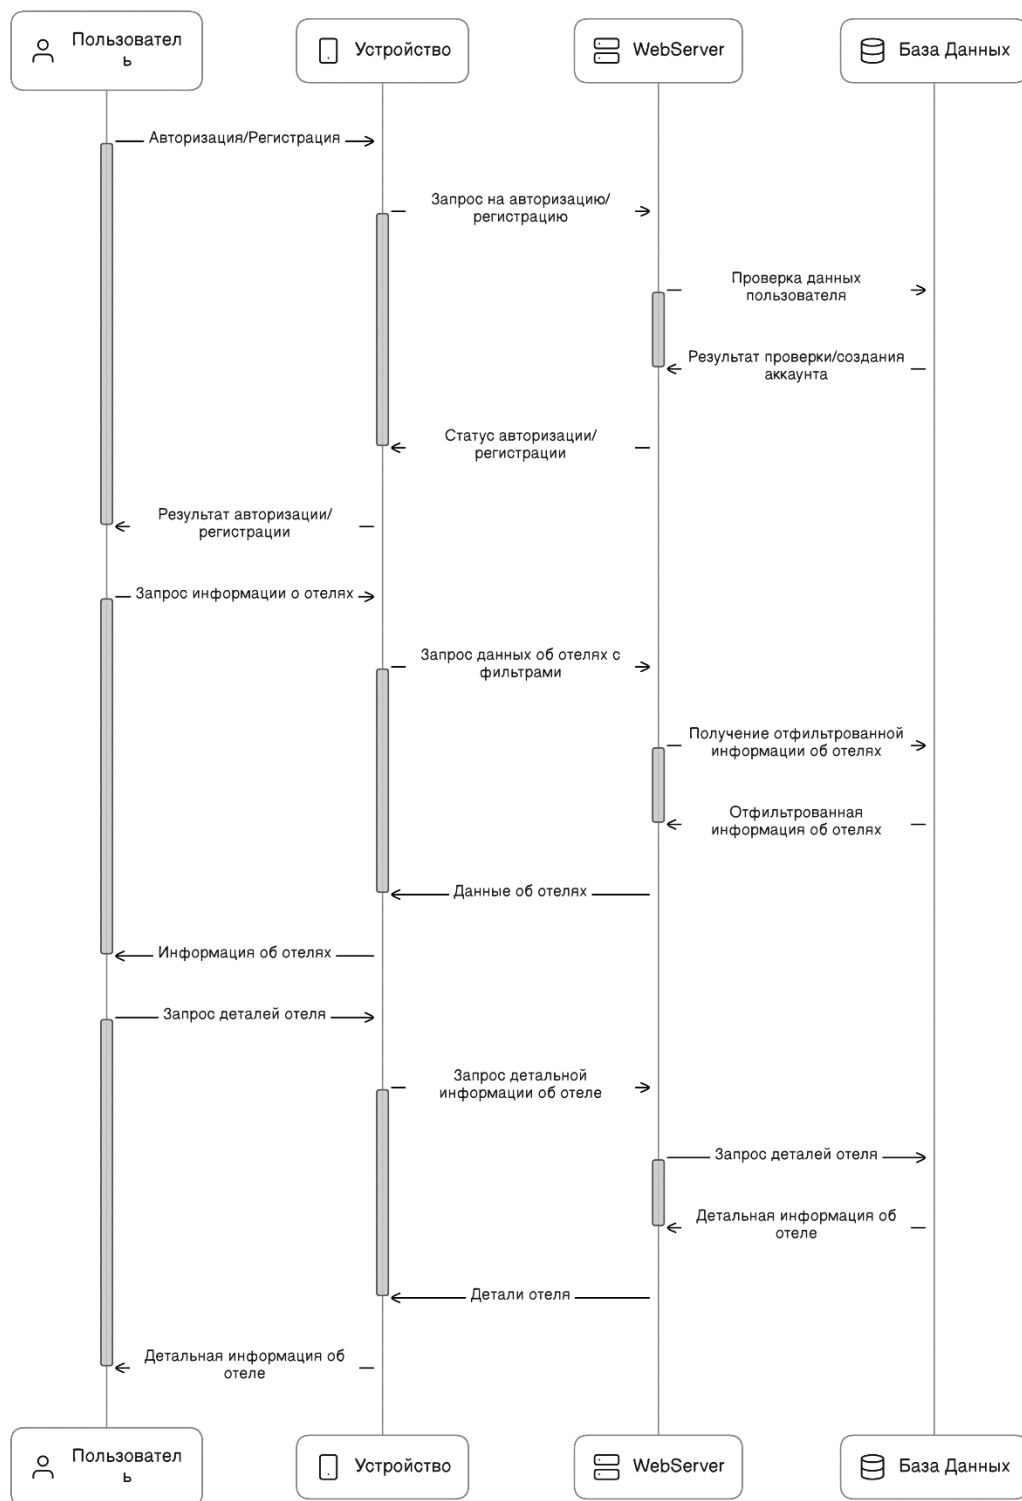 Пользовател
ь
Устройство
WebServer
База Данных
Авторизация/Регистрация
Запрос на авторизацию/
регистрацию
Проверка данных
пользователя
Результат проверки/создания
аккаунта
Статус авторизации/
регистрации
Результат авторизации/
регистрации
Запрос информации о отелях
Запрос данных об отелях с
фильтрами
Получение отфильтрованной
информации об отелях
Отфильтрованная
информация об отелях
Данные об отелях
Информация об отелях
Запрос деталей отеля
Запрос детальной
информации об отеле
Запрос деталей отеля
Детальная информация об
отеле
Детали отеля
Детальная информация об
отеле
Пользовател
ь
Устройство
WebServer
База Данных